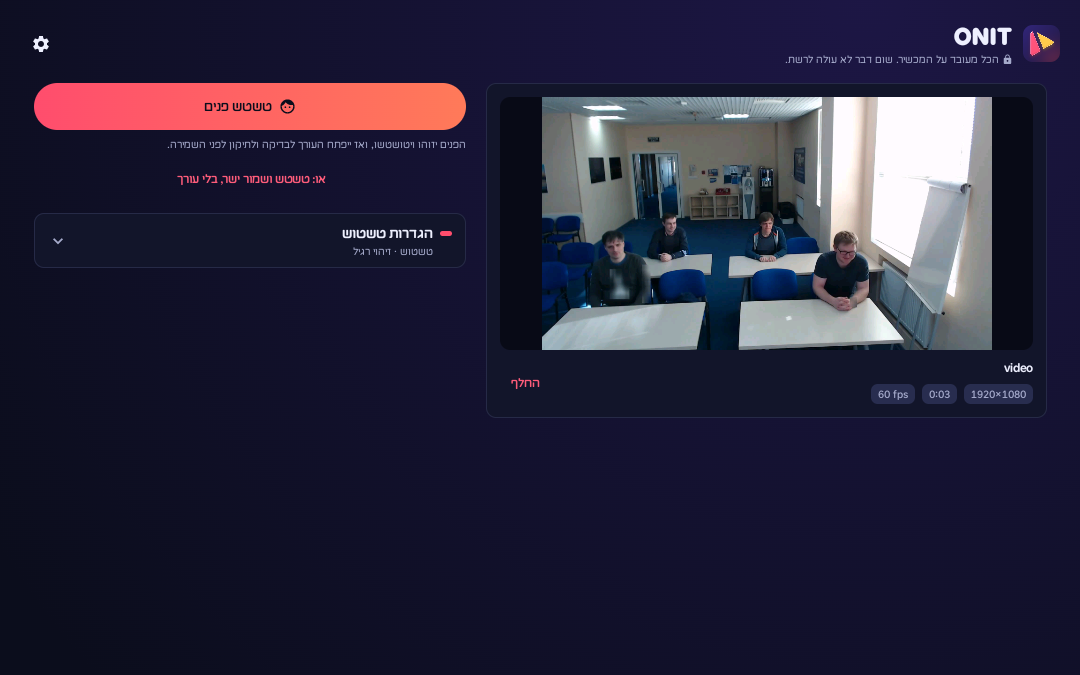 ONIT
הכל מעובד על המכשיר. שום דבר לא עולה לרשת.
video
1920×1080
0:03
60 fps
החלף
טשטש פנים
הפנים יזוהו ויטושטשו, ואז ייפתח העורך לבדיקה ולתיקון לפני השמירה.
או: טשטש ושמור ישר, בלי עורך
הגדרות טשטוש
טשטוש · זיהוי רגיל